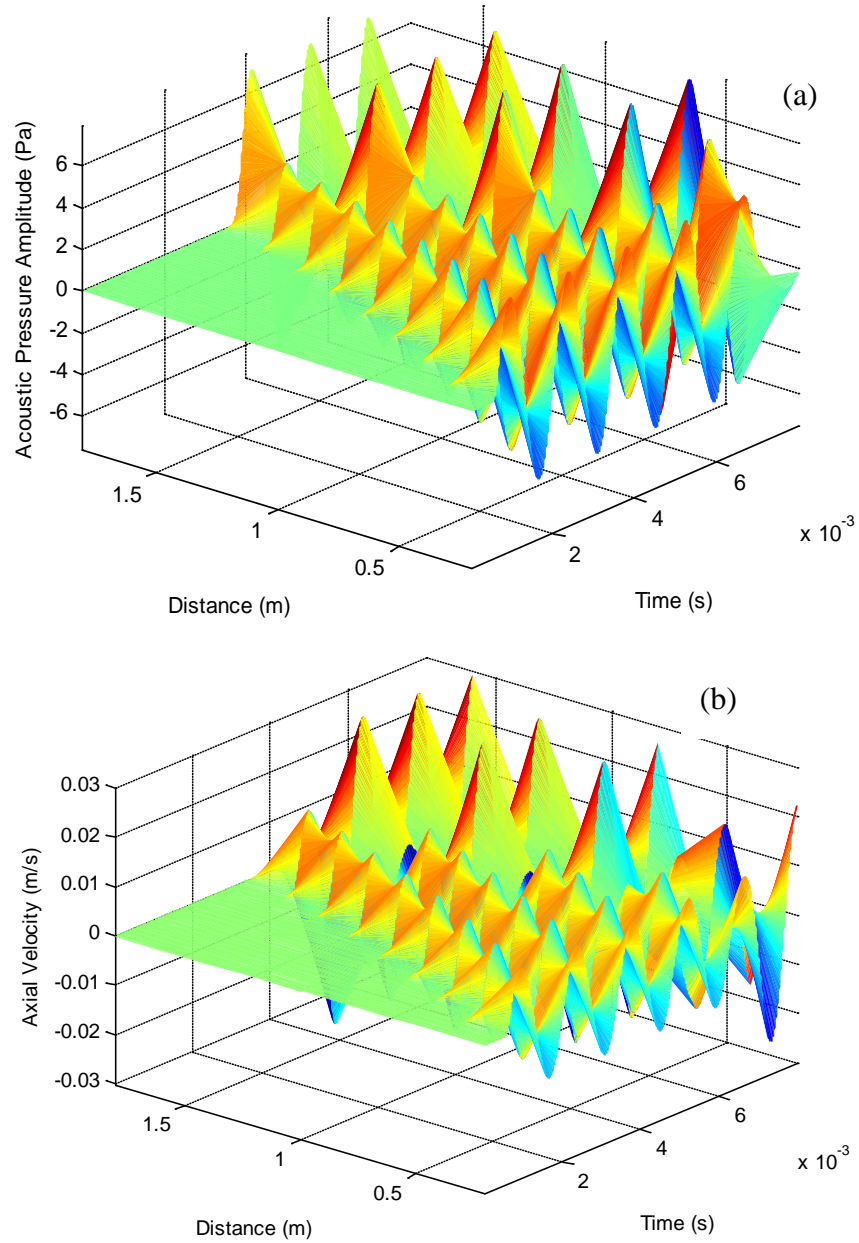 (a)
Acoustic Pressure Amplitude (Pa)
6
4
2
0
-2
-4
-6
1.5
1
0.5
2
4
6
x 10-3
Distance (m)
Time (s)
(b)
Axial Velocity (m/s)
0.03
0.02
0.01
0
-0.01
-0.02
-0.03
1.5
1
0.5
2
4
6
x 10-3
Distance (m)
Time (s)